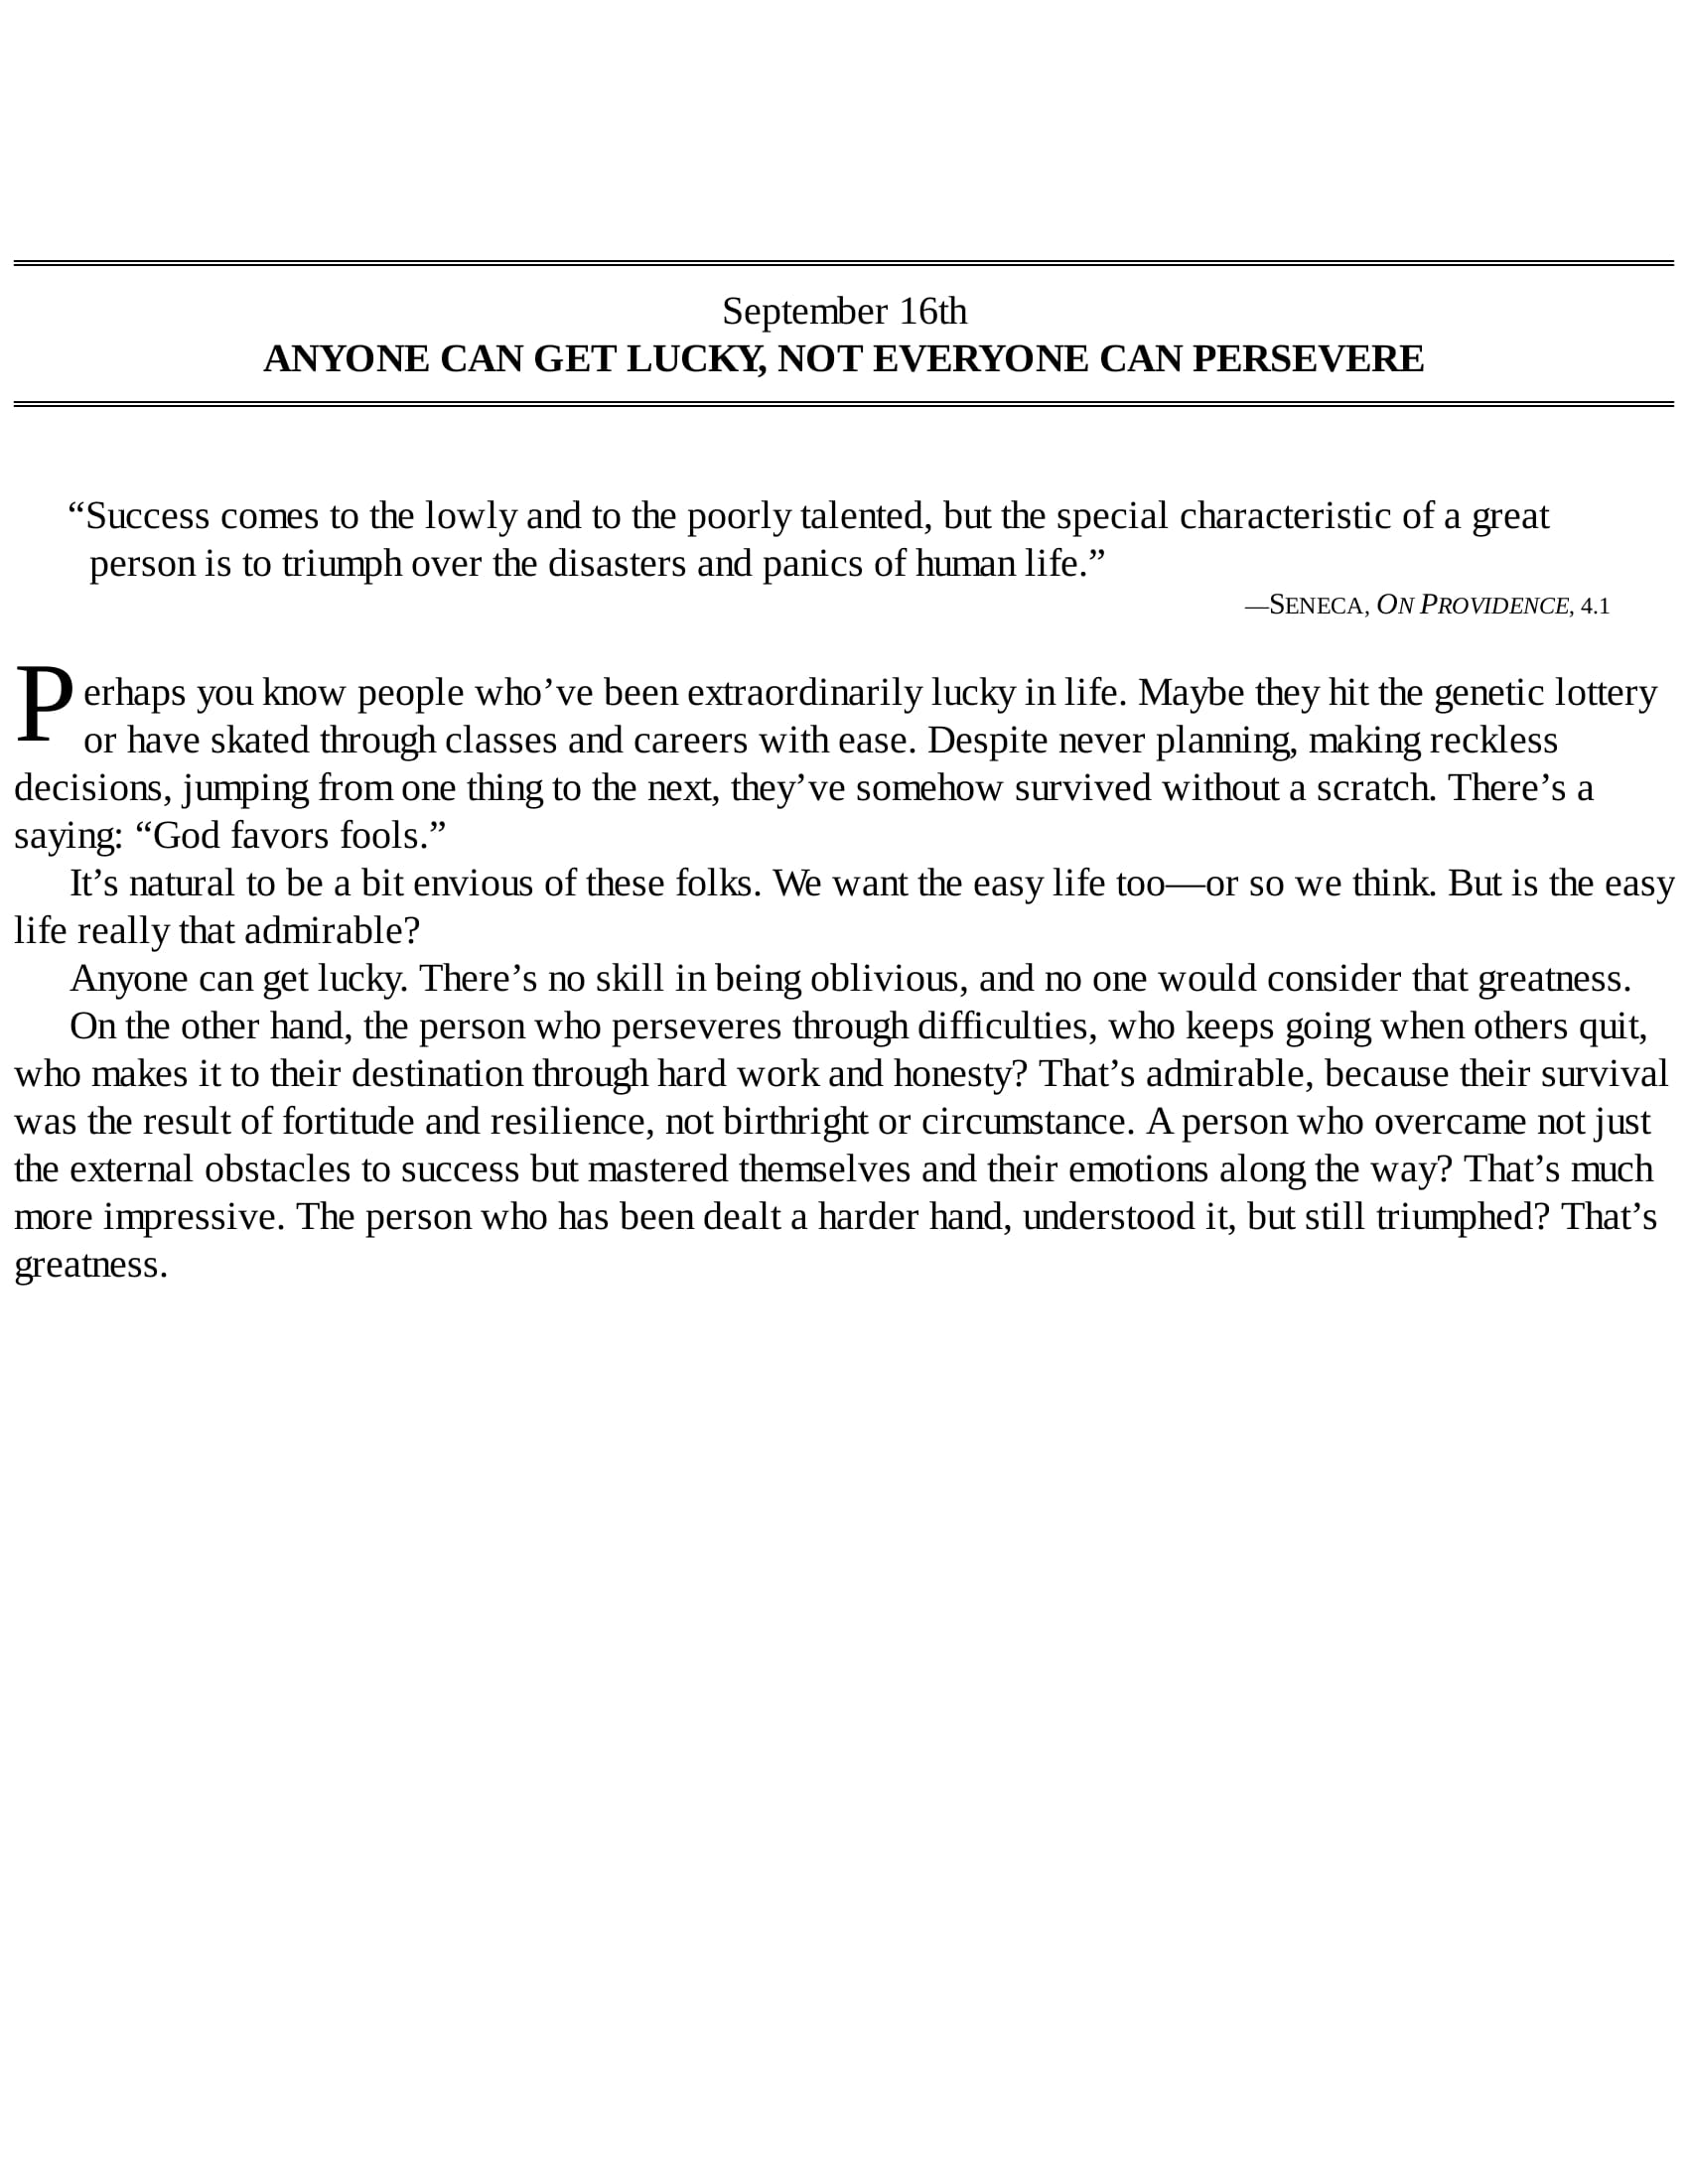 September 16th
ANYONE CAN GET LUCKY, NOT EVERYONE CAN PERSEVERE
“Success comes to the lowly and to the poorly talented, but the special characteristic of a great
person is to triumph over the disasters and panics of human life.”
—SENECA, ON PROVIDENCE, 4.1
Perhaps you know people who’ve been extraordinarily lucky in life. Maybe they hit the genetic lottery
or have skated through classes and careers with ease. Despite never planning, making reckless
decisions, jumping from one thing to the next, they’ve somehow survived without a scratch. There’s a
saying: “God favors fools.”
It’s natural to be a bit envious of these folks. We want the easy life too—or so we think. But is the easy
life really that admirable?
Anyone can get lucky. There’s no skill in being oblivious, and no one would consider that greatness.
On the other hand, the person who perseveres through difficulties, who keeps going when others quit,
who makes it to their destination through hard work and honesty? That’s admirable, because their survival
was the result of fortitude and resilience, not birthright or circumstance. A person who overcame not just
the external obstacles to success but mastered themselves and their emotions along the way? That’s much
more impressive. The person who has been dealt a harder hand, understood it, but still triumphed? That’s
greatness.